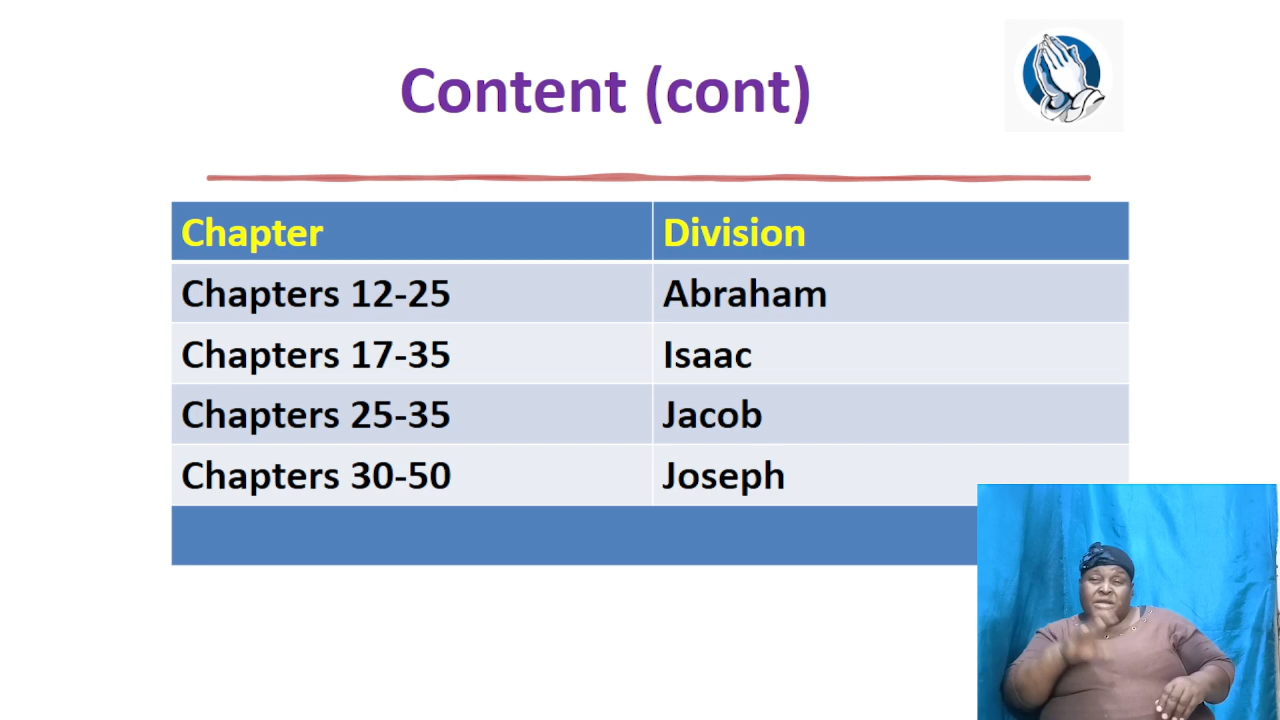 Content (cont)
Chapter Division
Chapters 12-25 Abraham
Chapters 17-35 Isaac
Chapters 25-35 Jacob
Chapters 30-50 Joseph